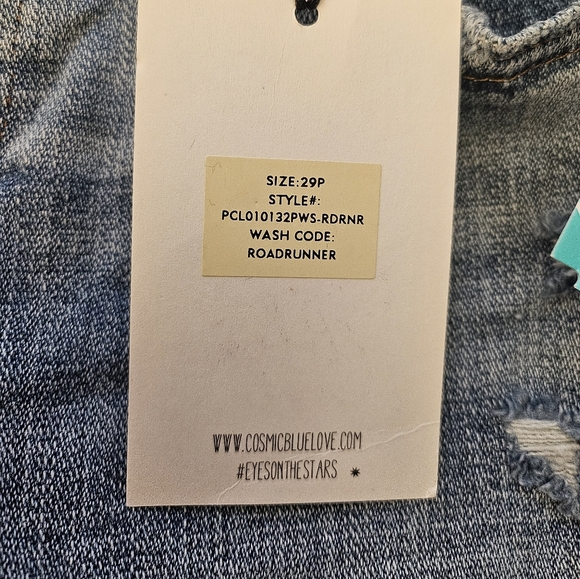 SIZE:29P
STYLE#:
PCL010132PWS-RDRNR
WASH CODE:
ROADRUNNER
WWW.COSMICBLUELOVE.COM
#EYESONTHESTARS